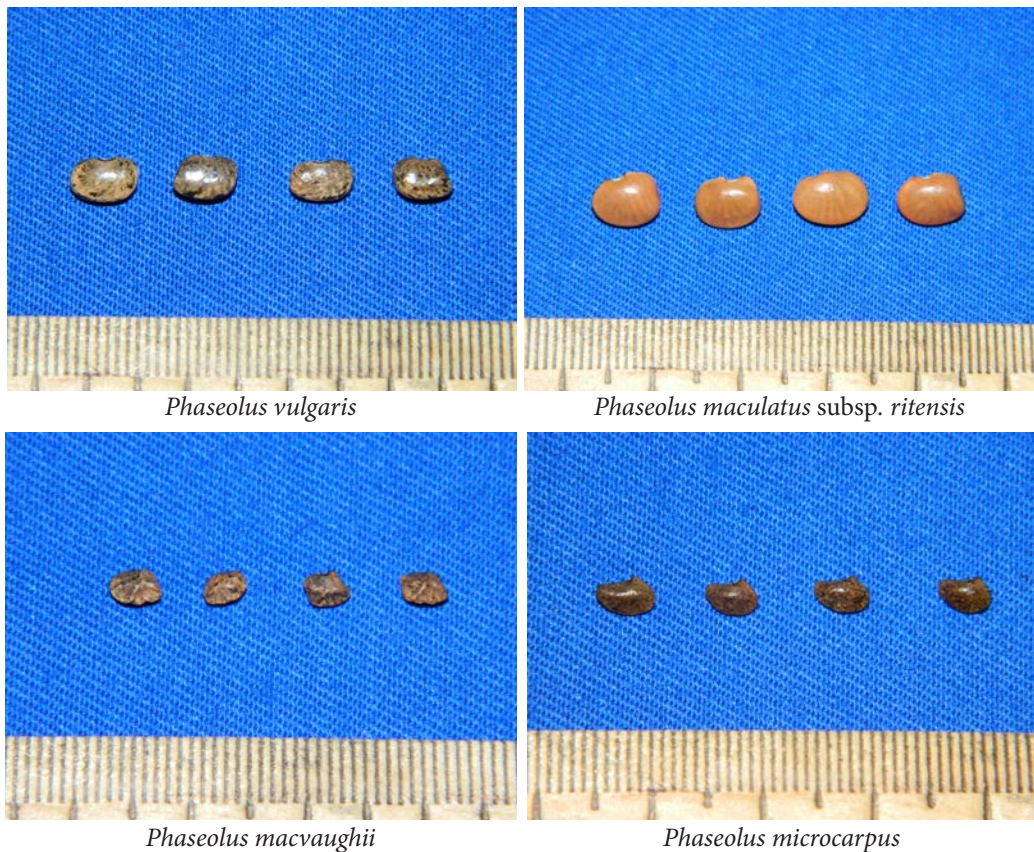 Phaseolus vulgaris
Phaseolus maculatus subsp. ritensis
Phaseolus macvaughii
Phaseolus microcarpus